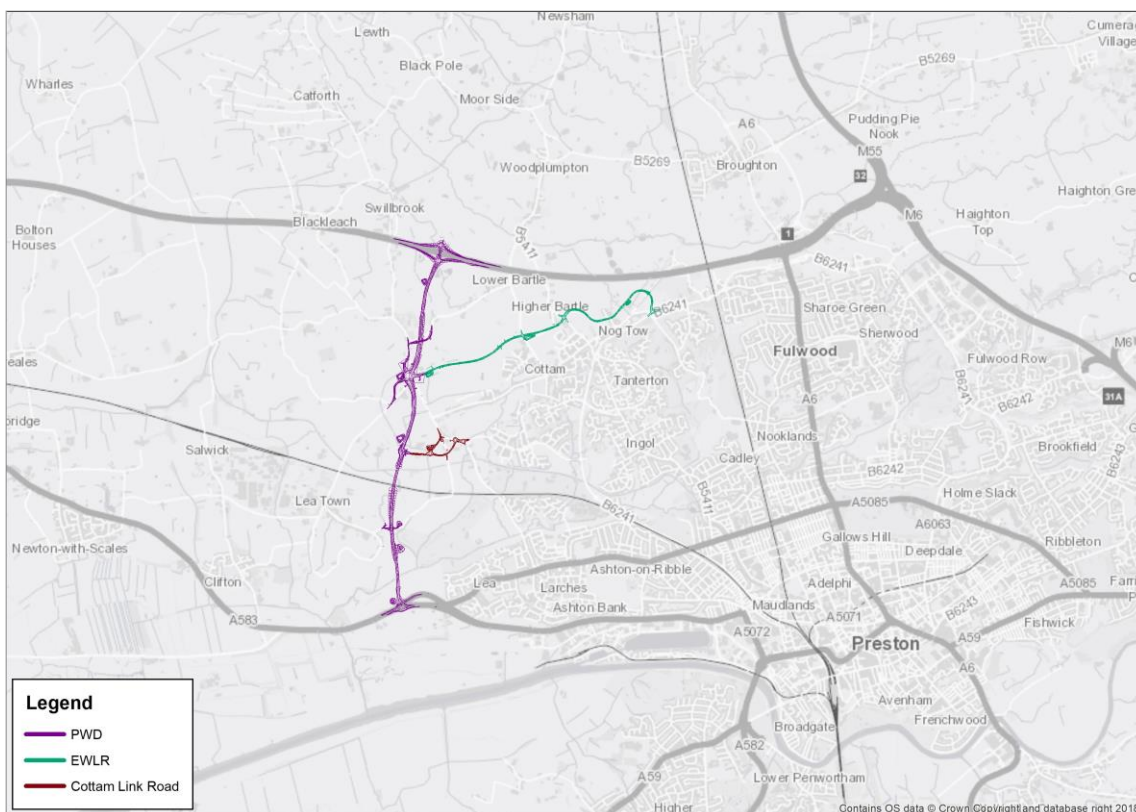 Newsham
Cumeragh
Village
Lewth
B5269
Wharles
Black Pole
Catforth
Moor Side
Pudding Pie
Nook
A6
M55
Woodplumpton
B5269
Broughton
32
Haighton Gre
Swillbrook
M6
Haighton
Top
Blackleach
Bolton
Houses
1
B5411
B6241
Lower Bartle
Higher Bartle
B6241
Sharoe Green
Nog Tow
Sherwood
M6
eales
Fulwood
Fulwood Row
Cottam
Tanterton
A6
B6241
B6242
31A
bridge
Salwick
Ingol
Nooklands
Brookfield
Cadley
B6243
B6242
Lea Town
B5411
Holme Slack
A5085
B6241
A6063
Newton-with-Scales
Gallows Hill
Ribbleton
Deepdale
Clifton
Lea
Ashton-on-Ribble
Larches
Adelphi
A5085
Ashton Bank
Maudlands
B6243
A583
A5071
Fishwick
A5072
Preston
A59
A6
Avenham
Frenchwood
Broadgate
A582
A59
Lower Penwortham
Higher
Legend
PWD
EWLR
Cottam Link Road
Contains OS data © Crown Copyright and database right 2018